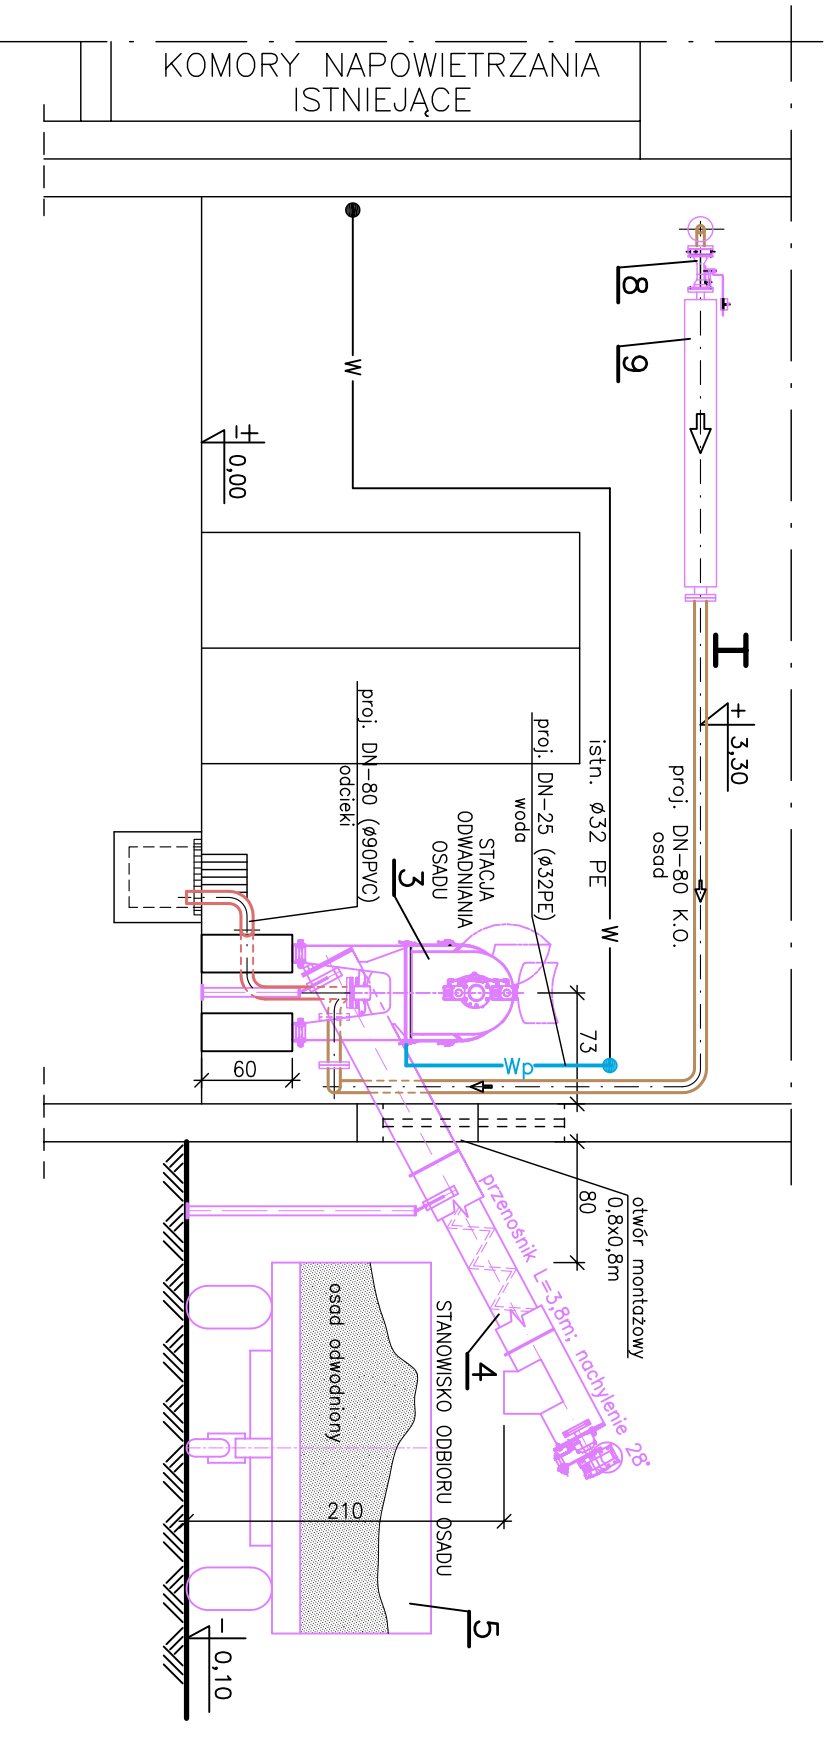 KOMORY NAPOWIETRZANIA
ISTNIEJĄCE
8
9
W
± 0,00
I
+ 3,30
proj. DN-80 K.O.
osad
istn. ø32 PE
W
proj. DN-25 (ø32PE)
woda
STACJA
ODWADNIANIA
OSADU
3
proj. DN-80 (ø90PVC)
odcieki
73
Wp
60
80
otwór montażowy
0,8x0,8m
przenośnik L=3,8m; nachylenie 28°
4
STANOWISKO ODBIORU OSADU
osad odwodniony
210
5
- 0,10